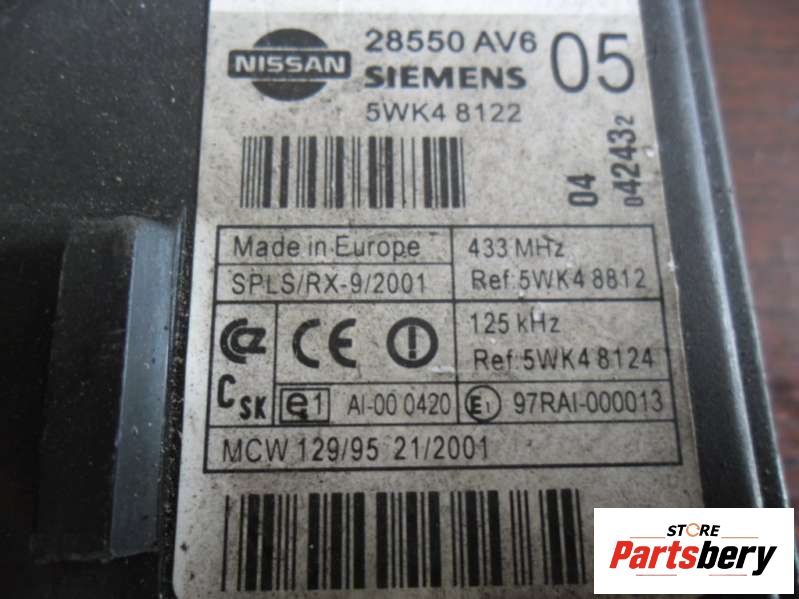 NISSAN
28550 AV6
SIEMENS
5WK4 8122
05
04
042432
Made in Europe
433 MHz
SPLS/RX-9/2001
Ref:5WK4 8812
125 kHz
CE
Ref:5WK4 8124
C SK
e1
AI-00 0420
E1
97RAI-000013
MCW 129/95 21/2001
STORE
Partsbery